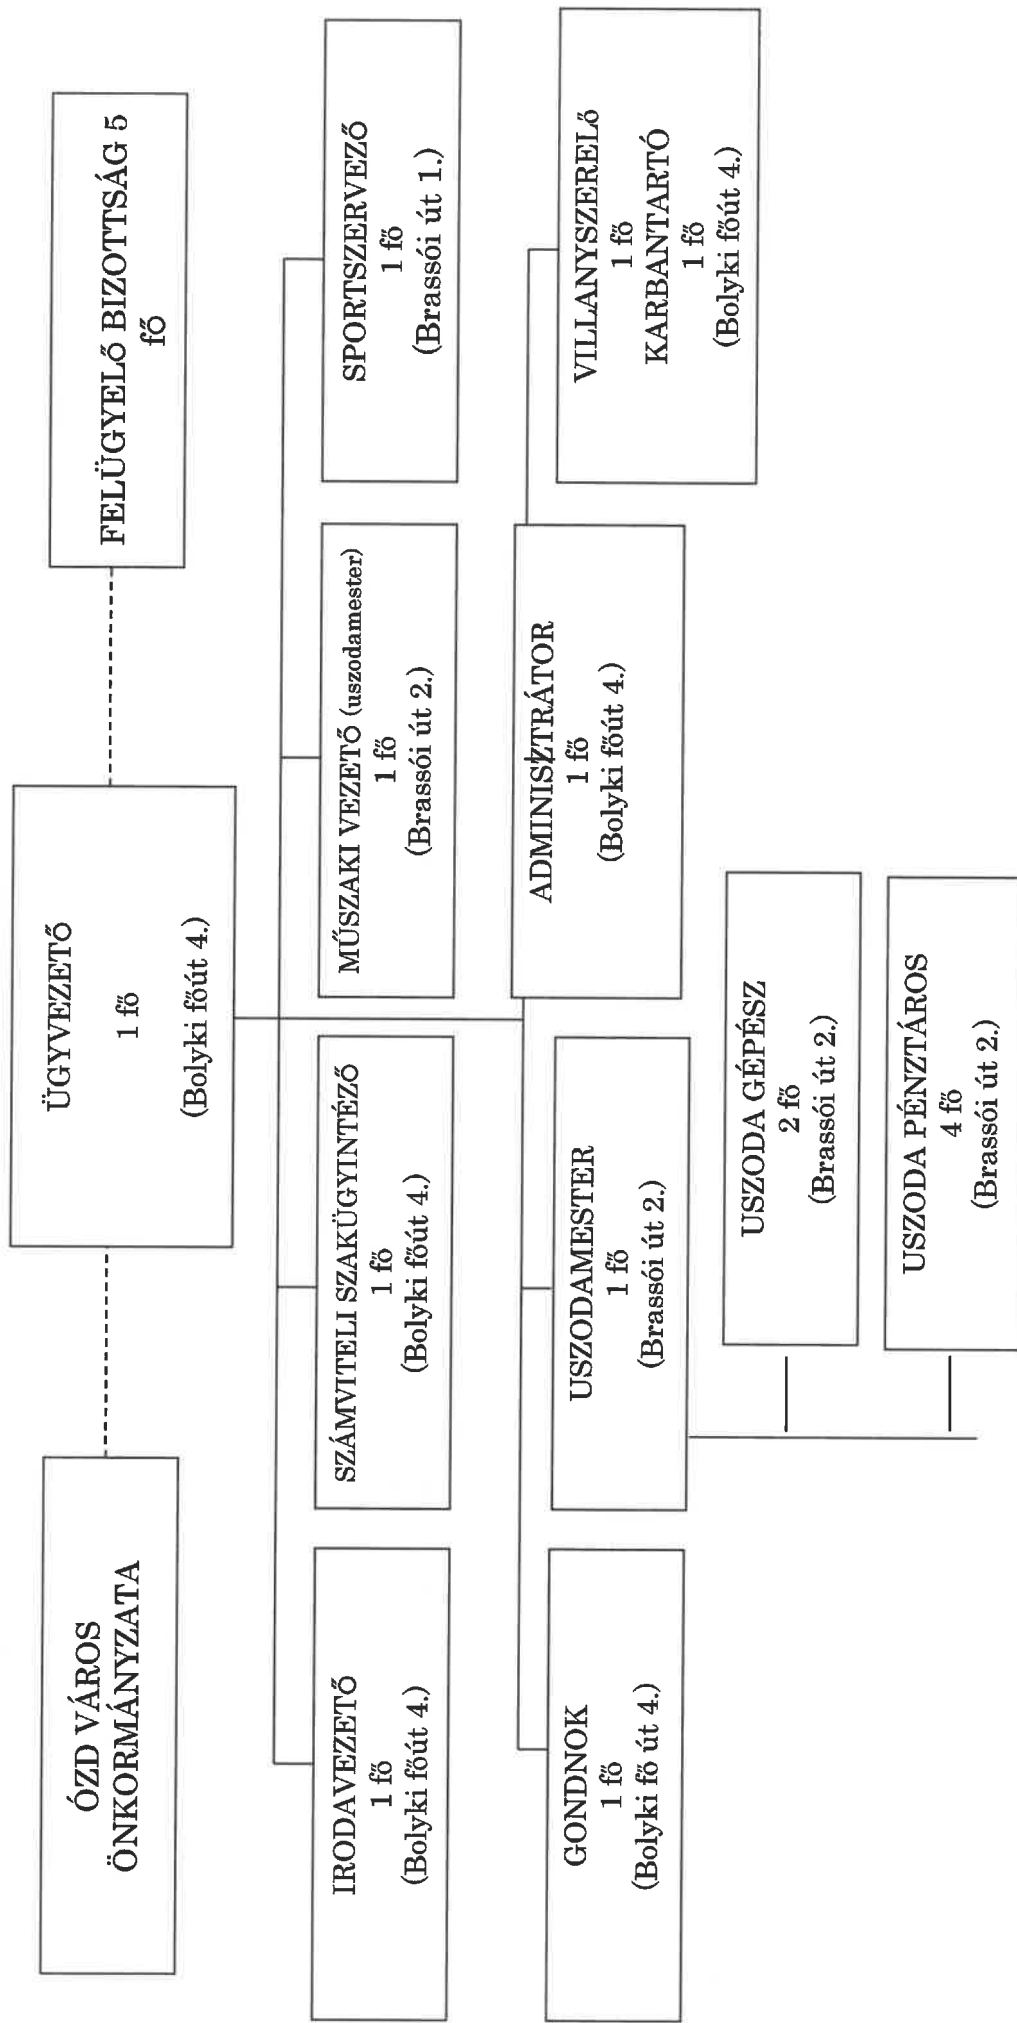 ÓZD VÁROS
ÖNKORMÁNYZATA
ÜGYVEZETŐ
1 fő
(Bolyki főút 4.)
FELÜGYELŐ BIZOTTSÁG 5
fő
IRODAVEZETŐ
1 fő
(Bolyki főút 4.)
SZÁMVITELI SZAKÜGYINTÉZŐ
1 fő
(Bolyki főút 4.)
MŰSZAKI VEZETŐ (uszodamester)
1 fő
(Brassói út 2.)
SPORTSZERVEZŐ
1 fő
(Brassói út 1.)
GONDNOK
1 fő
(Bolyki fő út 4.)
USZODAMESTER
1 fő
(Brassói út 2.)
ADMINISZTRÁTOR
1 fő
(Bolyki főút 4.)
VILLANYSZERELő
1 fő
KARBANTARTÓ
1 fő
(Bolyki főút 4.)
USZODA GÉPÉSZ
2 fő
(Brassói út 2.)
USZODA PÉNZTÁROS
4 fő
(Brassói út 2.)